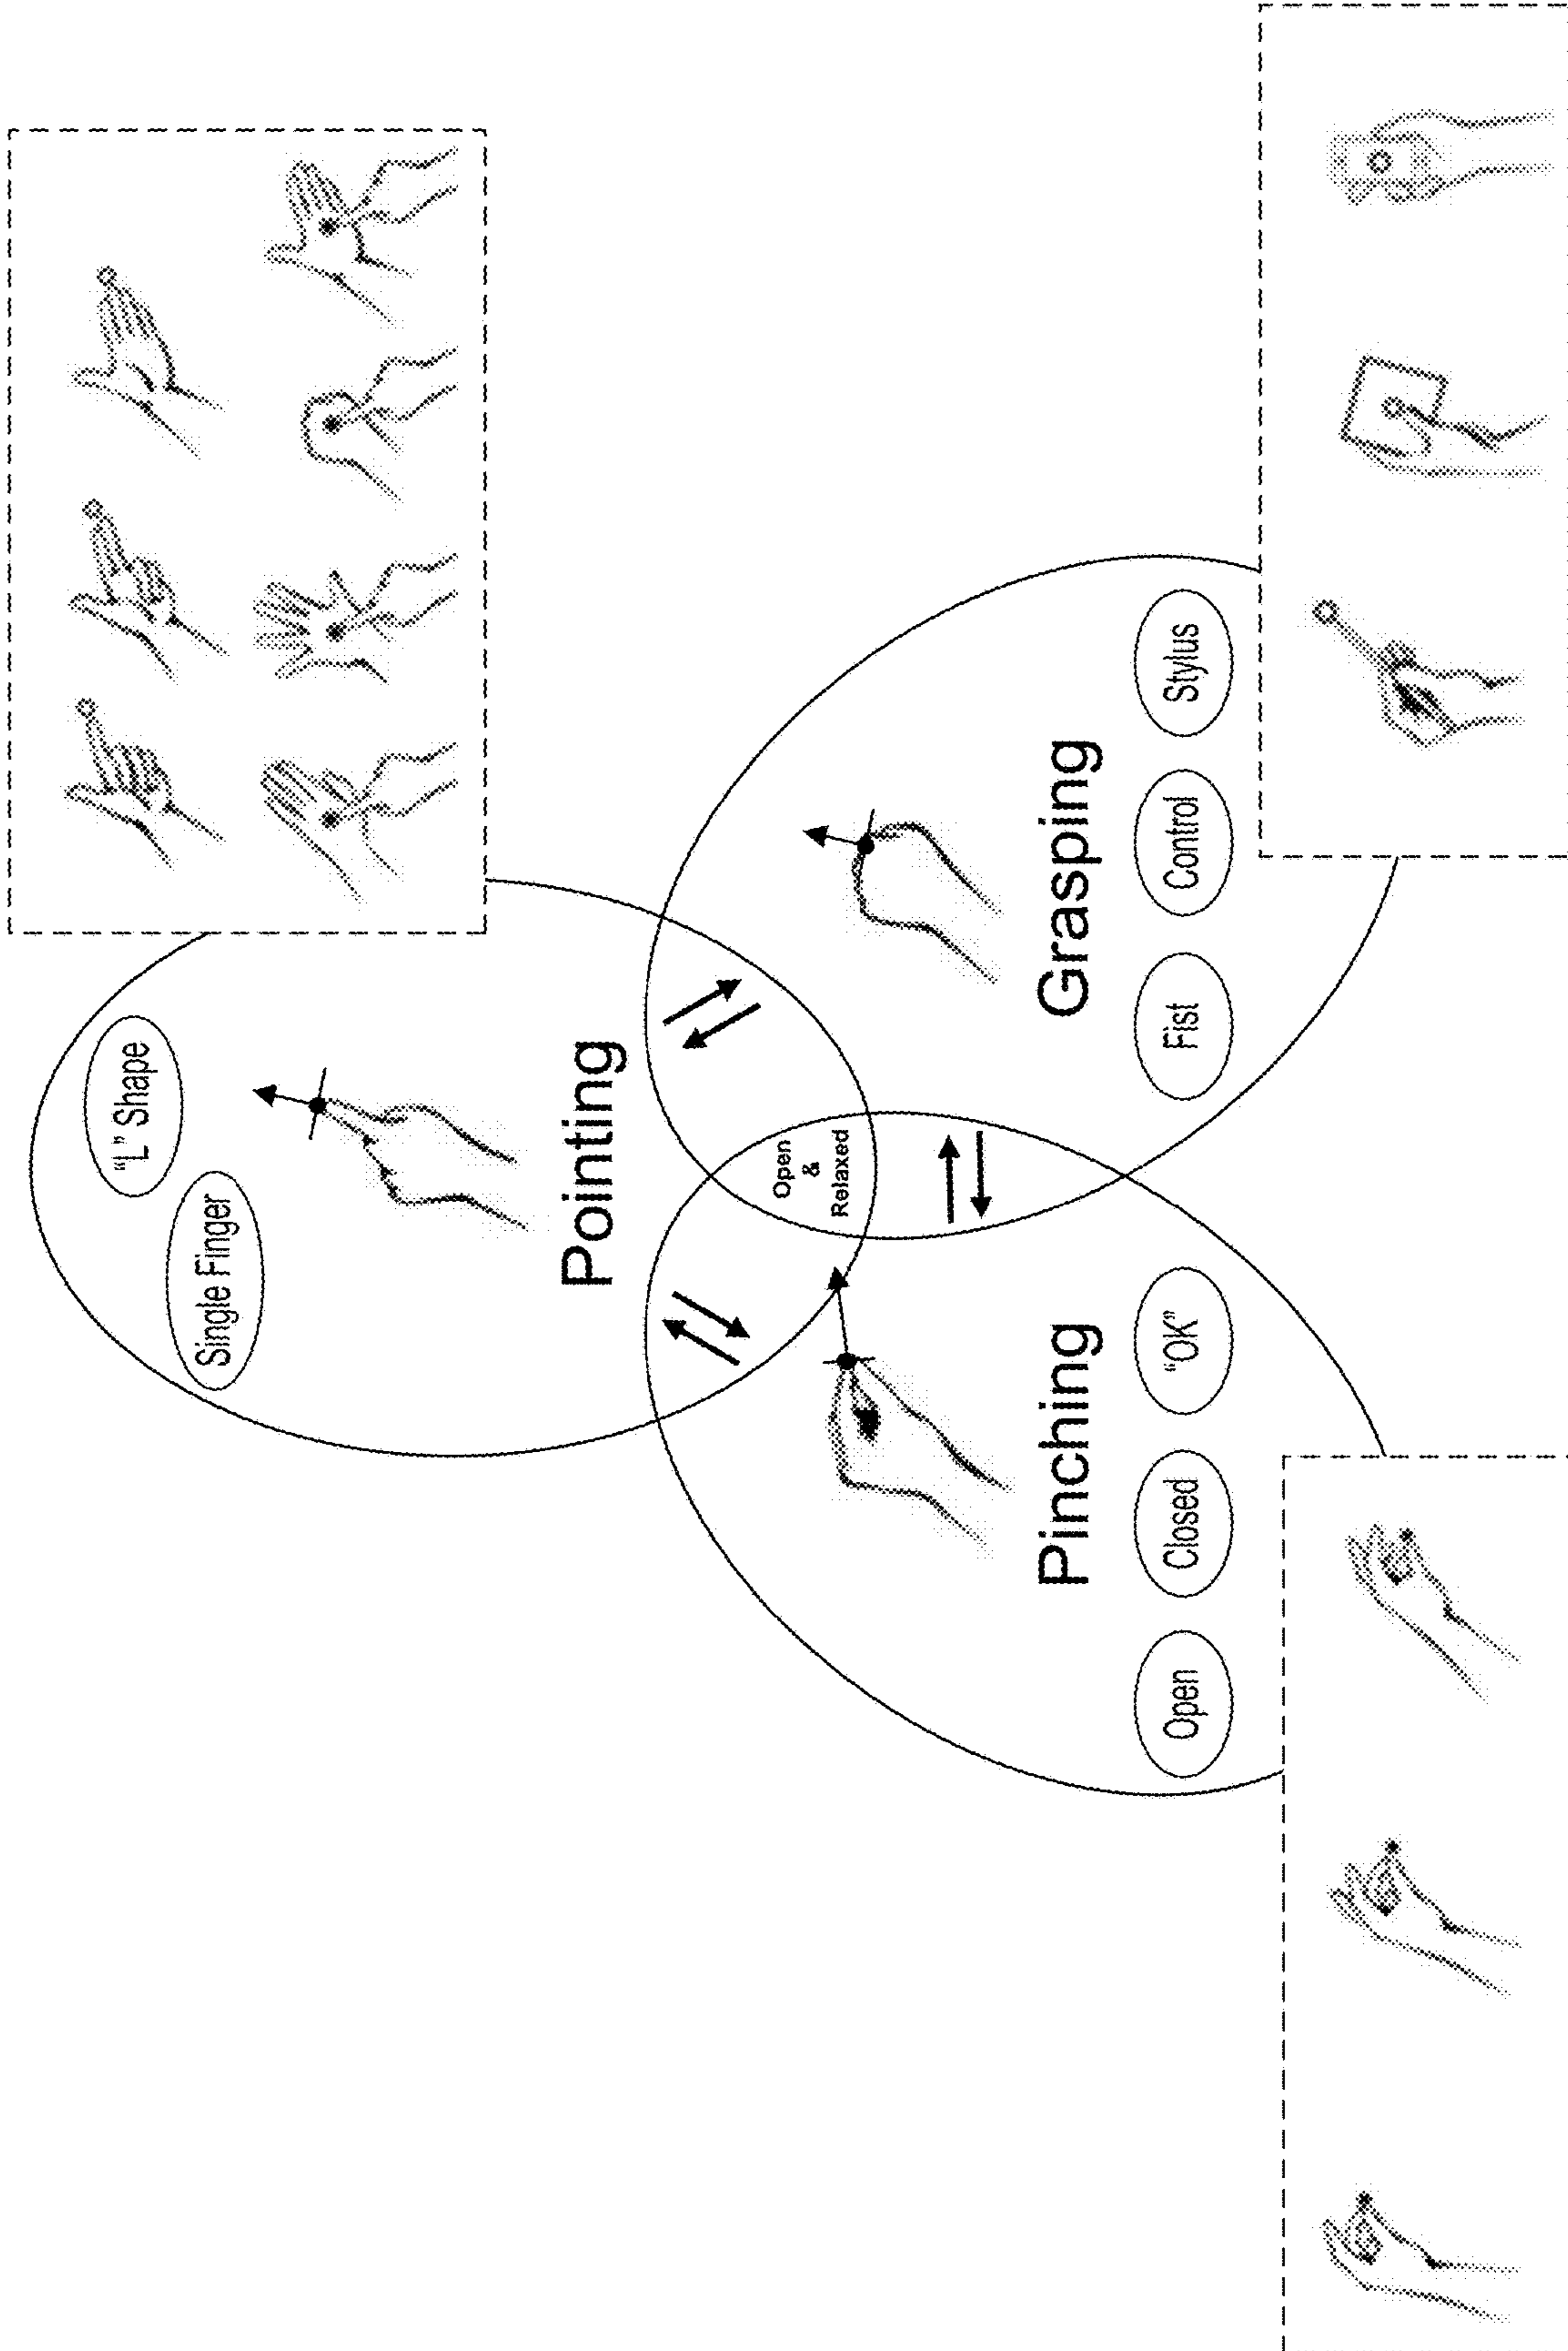 "L" Shape
Single Finger
Pointing
Open
&
Relaxed
Pinching
Open
Closed
"OK"
Grasping
Fist
Control
Stylus